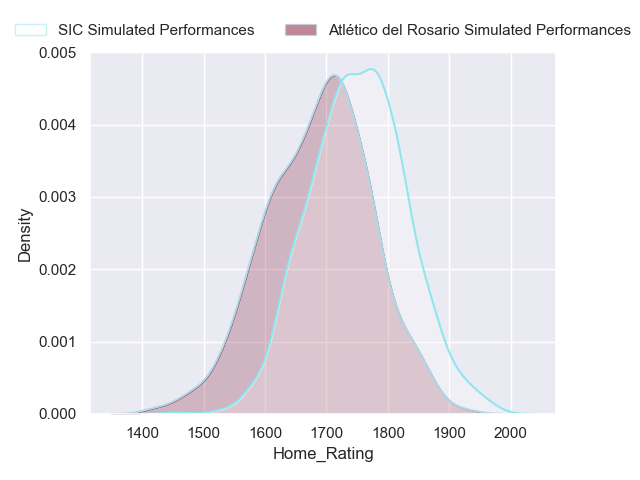 SIC Simulated Performances Atlético del Rosario Simulated Performances
0.005
0.004
0.003
0.002
0.001
0.000
Density
1400 1500 1600 1700 1800 1900 2000
Home_Rating